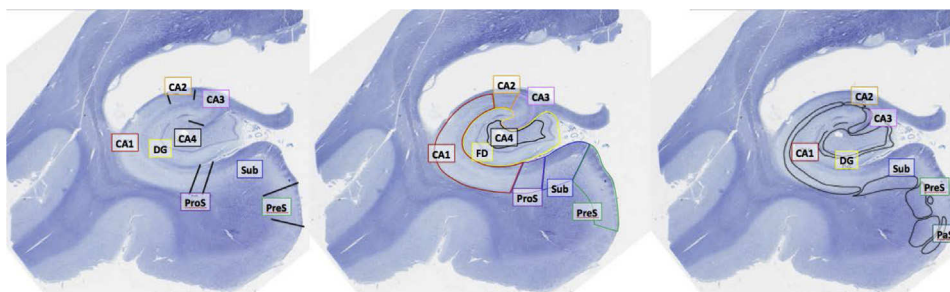 CA2
CA3
CA1
DG
CA4
Sub
ProS
PreS
CA2
CA3
CA1
FD
CA4
ProS
Sub
PreS
CA2
CA3
CA1
DG
Sub
PreS
PaS